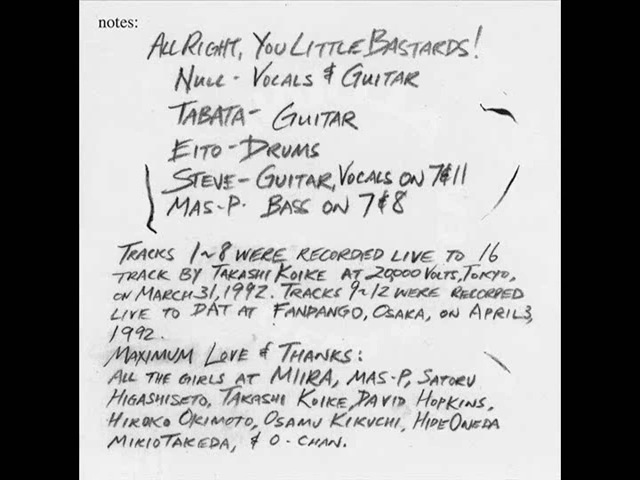 notes:
ALL RIGHT, YOU LITTLE BASTARDS!
NULL - VOCALS & GUITAR
TABATA - GUITAR
EITO - DRUMS
STEVE - GUITAR, VOCALS ON 7&11
MAS-P. BASS ON 7&8
TRACKS 1~8 WERE RECORDED LIVE TO 16
TRACK BY TAKASHI KOIKE AT 20,000 VOLTS, TOKYO,
ON MARCH 31, 1992. TRACKS 9~12 WERE RECORDED
LIVE TO DAT AT FANDANGO, OSAKA, ON APRIL 3,
1992.
MAXIMUM LOVE & THANKS:
ALL THE GIRLS AT MIIRA, MAS-P, SATORU
HIGASHISETO, TAKASHI KOIKE, DAVID HOPKINS,
HIROKO OKIMOTO, OSAMU KIKUCHI, HIDE ONEDA
MIKIO TAKEDA, & O-CHAN.